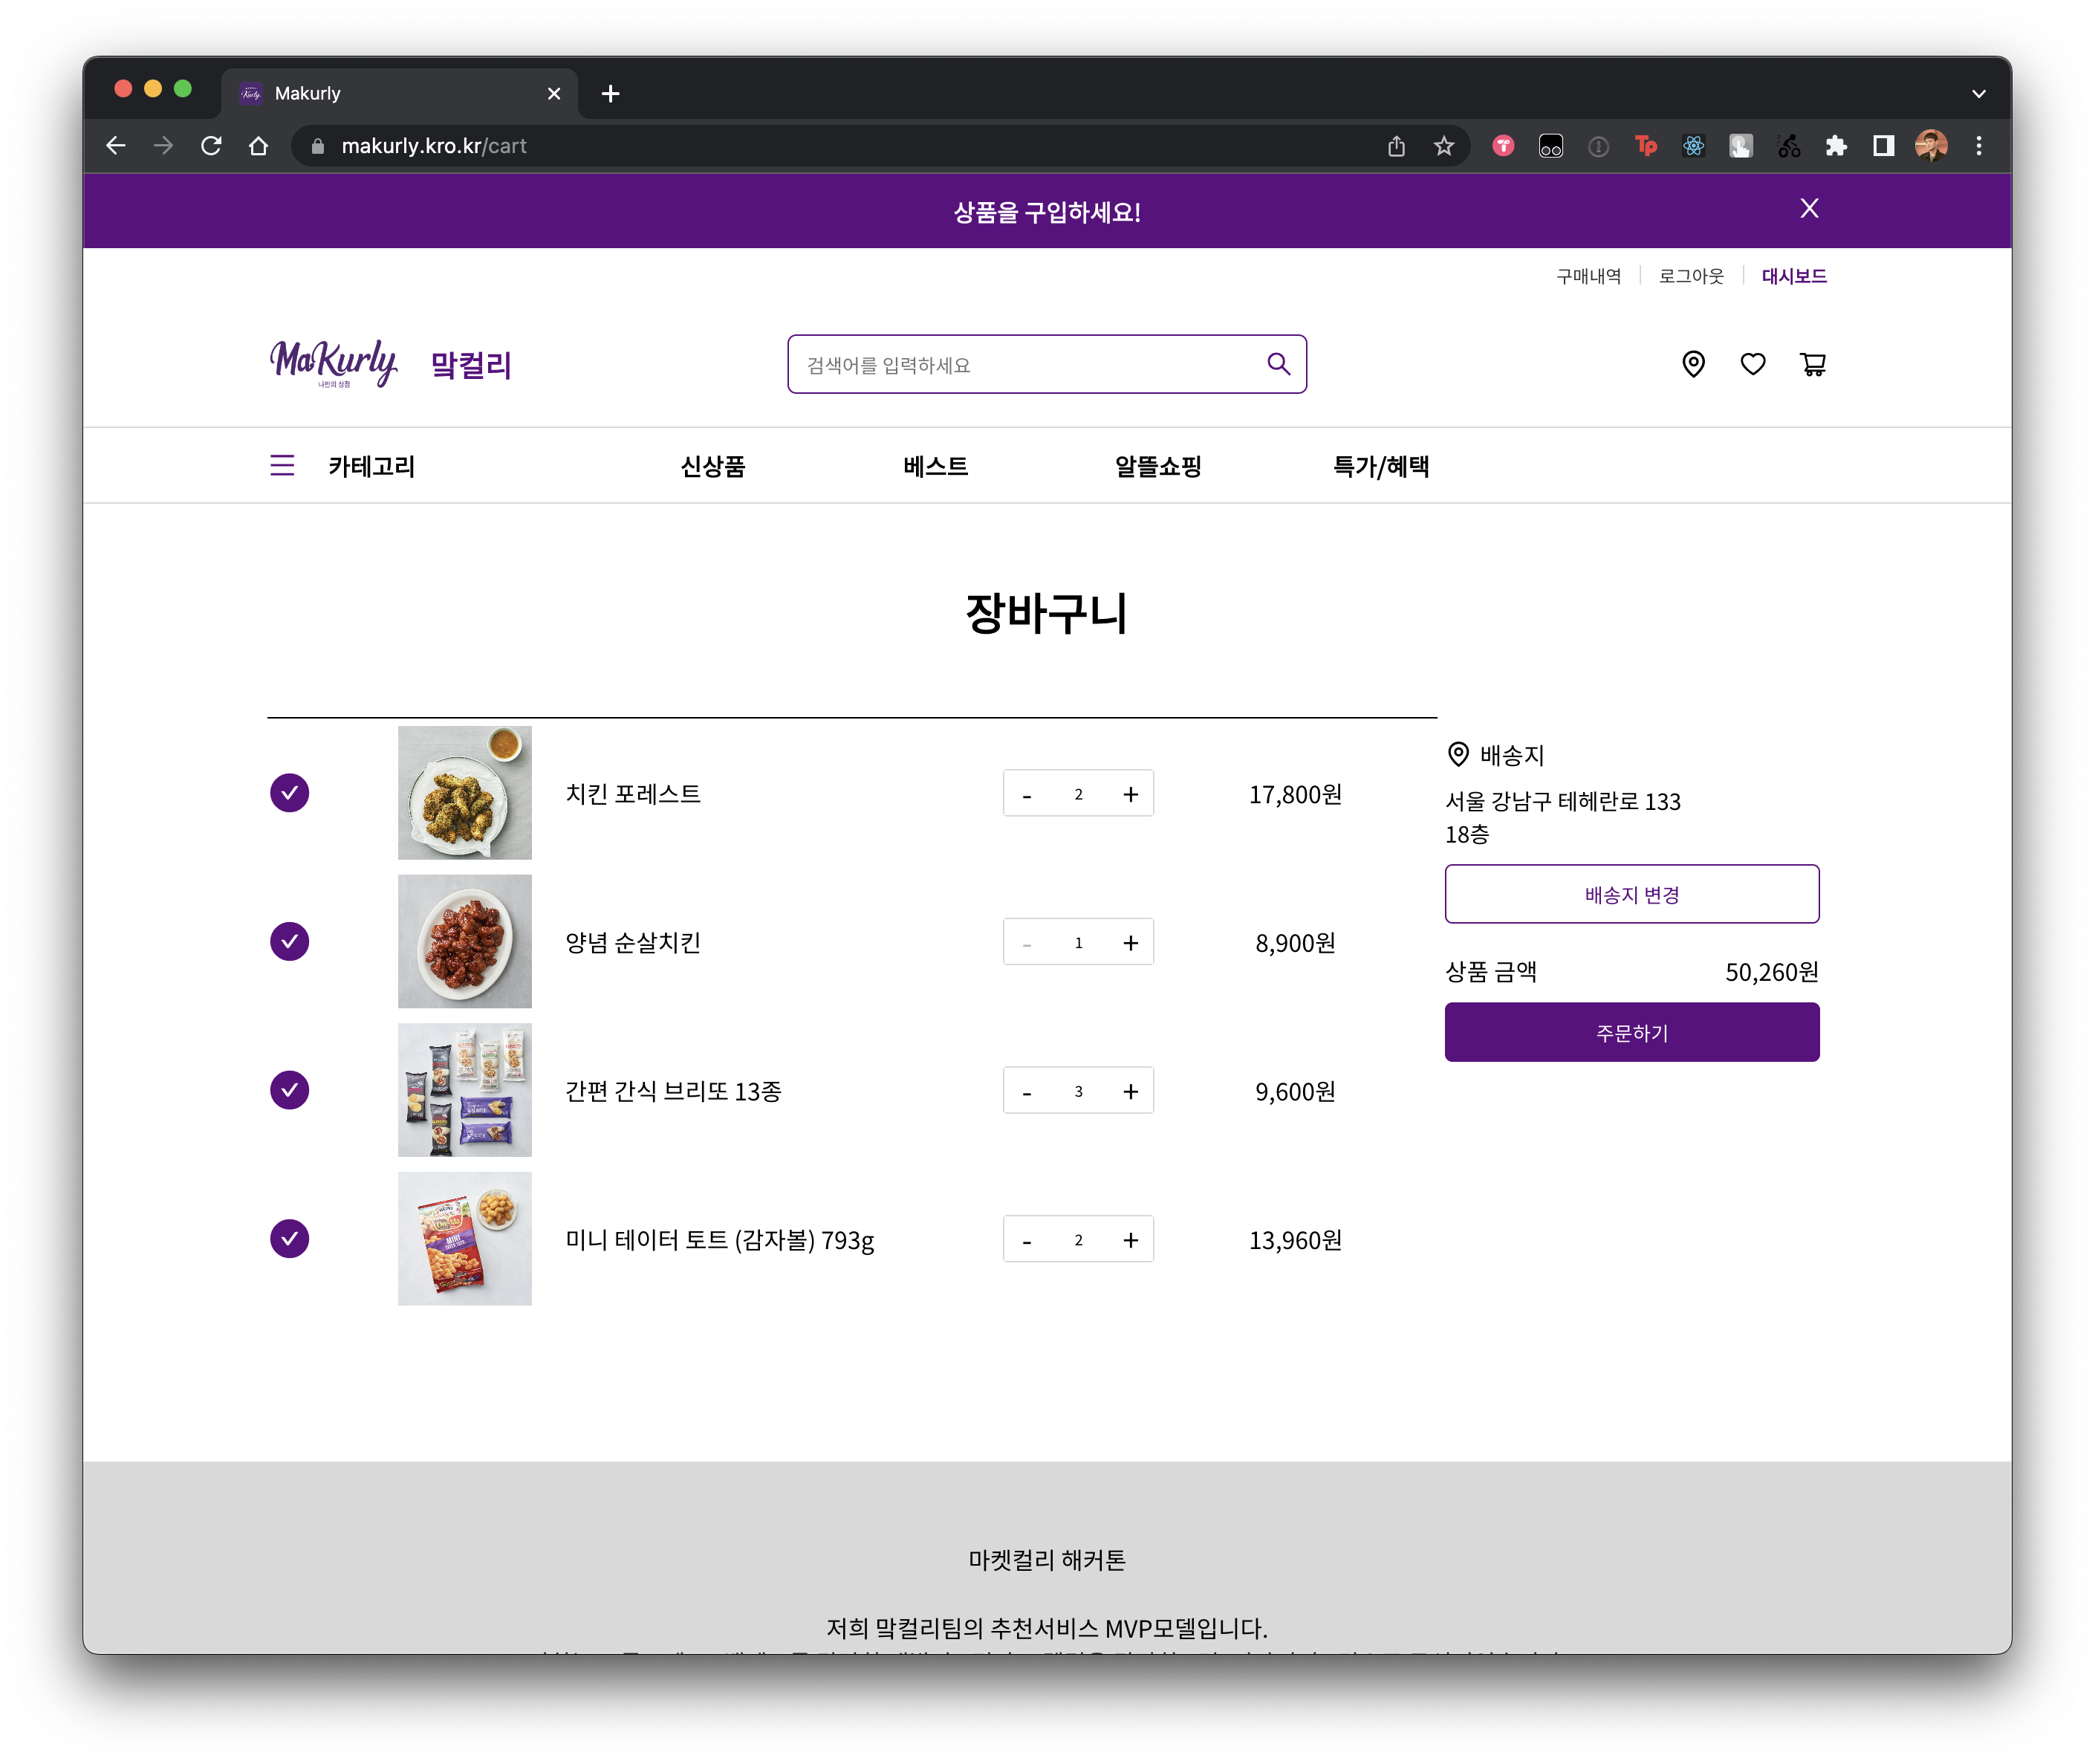 Makurly
makurly.kro.kr/cart
상품을 구입하세요!
X
구매내역 로그아웃 대시보드
MaKurly
나만의 상점
맠컬리
검색어를 입력하세요
카테고리 신상품 베스트 알뜰쇼핑 특가/혜택
장바구니
치킨 포레스트 - 2 + 17,800원
양념 순살치킨 - 1 + 8,900원
간편 간식 브리또 13종 - 3 + 9,600원
미니 테이터 토트 (감자볼) 793g - 2 + 13,960원
배송지
서울 강남구 테헤란로 133
18층
배송지 변경
상품 금액 50,260원
주문하기
마켓컬리 해커톤
저희 맠컬리팀의 추천서비스 MVP모델입니다.